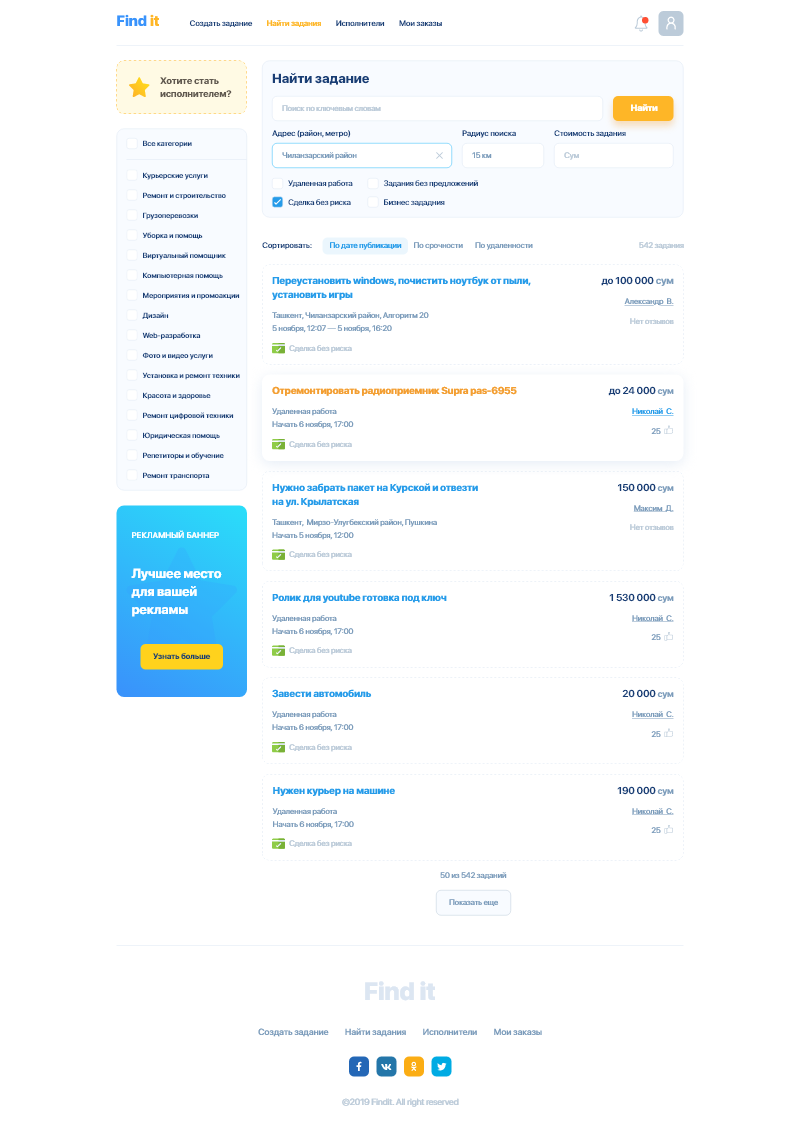 Find it
Создать задание
Найти задания
Исполнители
Мои заказы
Хотите стать
исполнителем?
Все категории
Курьерские услуги
Ремонт и строительство
Грузоперевозки
Уборка и помощь
Виртуальный помощник
Компьютерная помощь
Мероприятия и промоакции
Дизайн
Web-разработка
Фото и видео услуги
Установка и ремонт техники
Красота и здоровье
Ремонт цифровой техники
Юридическая помощь
Репетиторы и обучение
Ремонт транспорта
РЕКЛАМНЫЙ БАННЕР
Лучшее место
для вашей
рекламы
Узнать больше
Найти задание
Поиск по ключевым словам
Найти
Адрес (район, метро)
Радиус поиска
Стоимость задания
Чиланзарский район
15 км
Сум
Удаленная работа
Задания без предложений
Сделка без риска
Бизнес зададния
Сортировать:
По дате публикации
По срочности
По удаленности
542 задания
Переустановить windows, почистить ноутбук от пыли,
установить игры
до 100 000 сум
Александр В.
Нет отзывов
Ташкент, Чиланзарский район, Алгоритм 20
5 ноября, 12:07 — 5 ноября, 16:20
Сделка без риска
Отремонтировать радиоприемник Supra pas-6955
до 24 000 сум
Удаленная работа
Николай С.
Начать 6 ноября, 17:00
25
Сделка без риска
Нужно забрать пакет на Курской и отвезти
на ул. Крылатская
150 000 сум
Максим Д.
Нет отзывов
Ташкент, Мирзо-Улугбекский район, Пушкина
Начать 5 ноября, 12:00
Сделка без риска
Ролик для youtube готовка под ключ
1 530 000 сум
Удаленная работа
Николай С.
Начать 6 ноября, 17:00
25
Сделка без риска
Завести автомобиль
20 000 сум
Удаленная работа
Николай С.
Начать 6 ноября, 17:00
25
Сделка без риска
Нужен курьер на машине
190 000 сум
Удаленная работа
Николай С.
Начать 6 ноября, 17:00
25
Сделка без риска
50 из 542 заданий
Показать еще
Find it
Создать задание
Найти задания
Исполнители
Мои заказы
©2019 FindIt. All right reserved